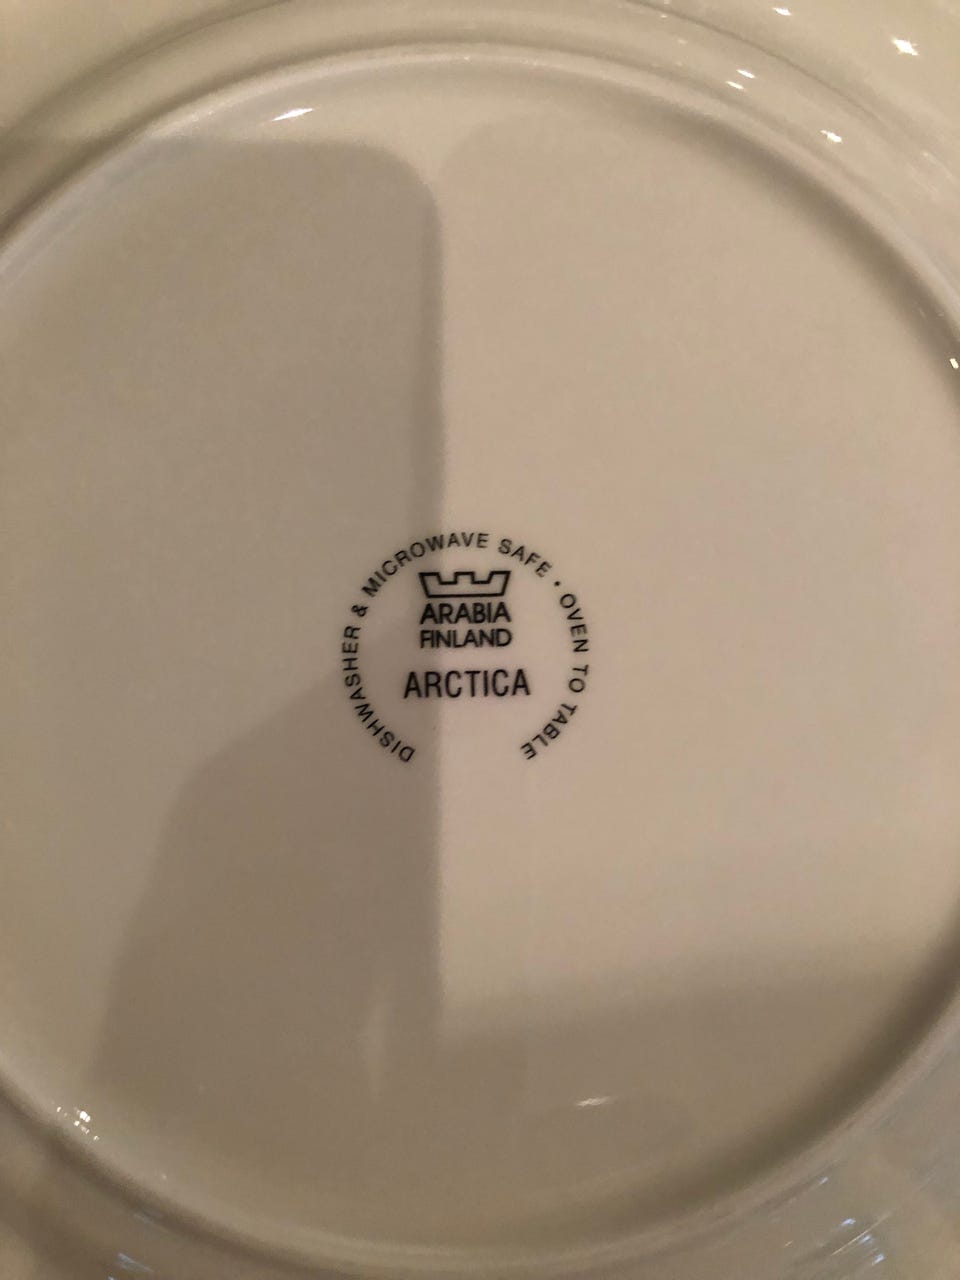 DISHWASHER & MICROWAVE SAFE · OVEN TO TABLE
ARABIA
FINLAND
ARCTICA